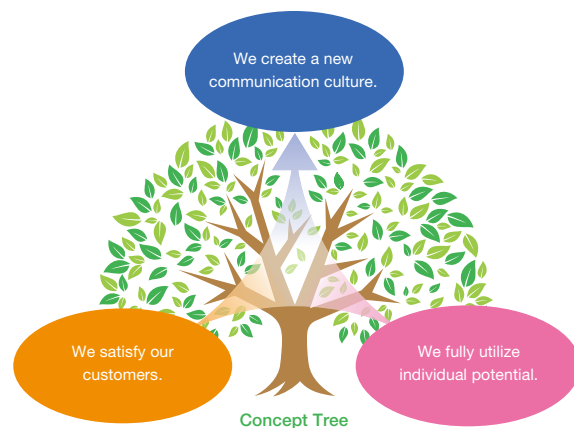 We create a new
communication culture.
We satisfy our
customers.
We fully utilize
individual potential.
Concept Tree